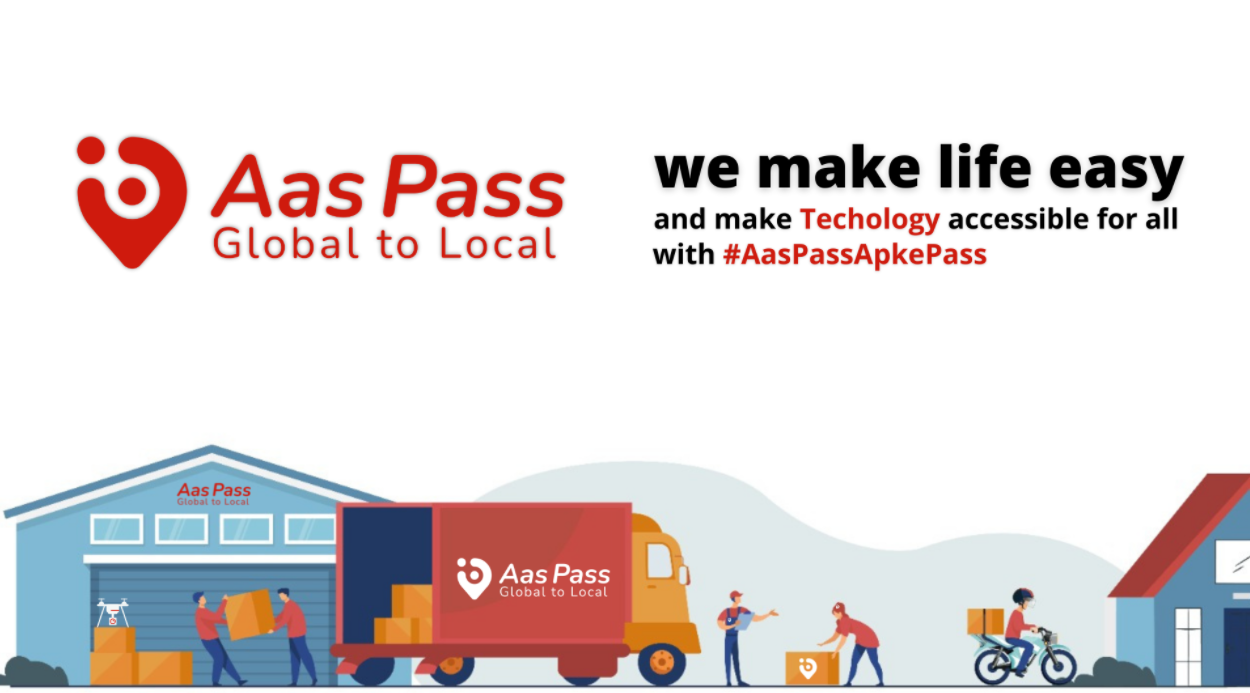 Aas Pass
Global to Local
we make life easy
and make Techology accessible for all
with #AasPassApkePass
Aas Pass
Global to Local
Aas Pass
Global to Local